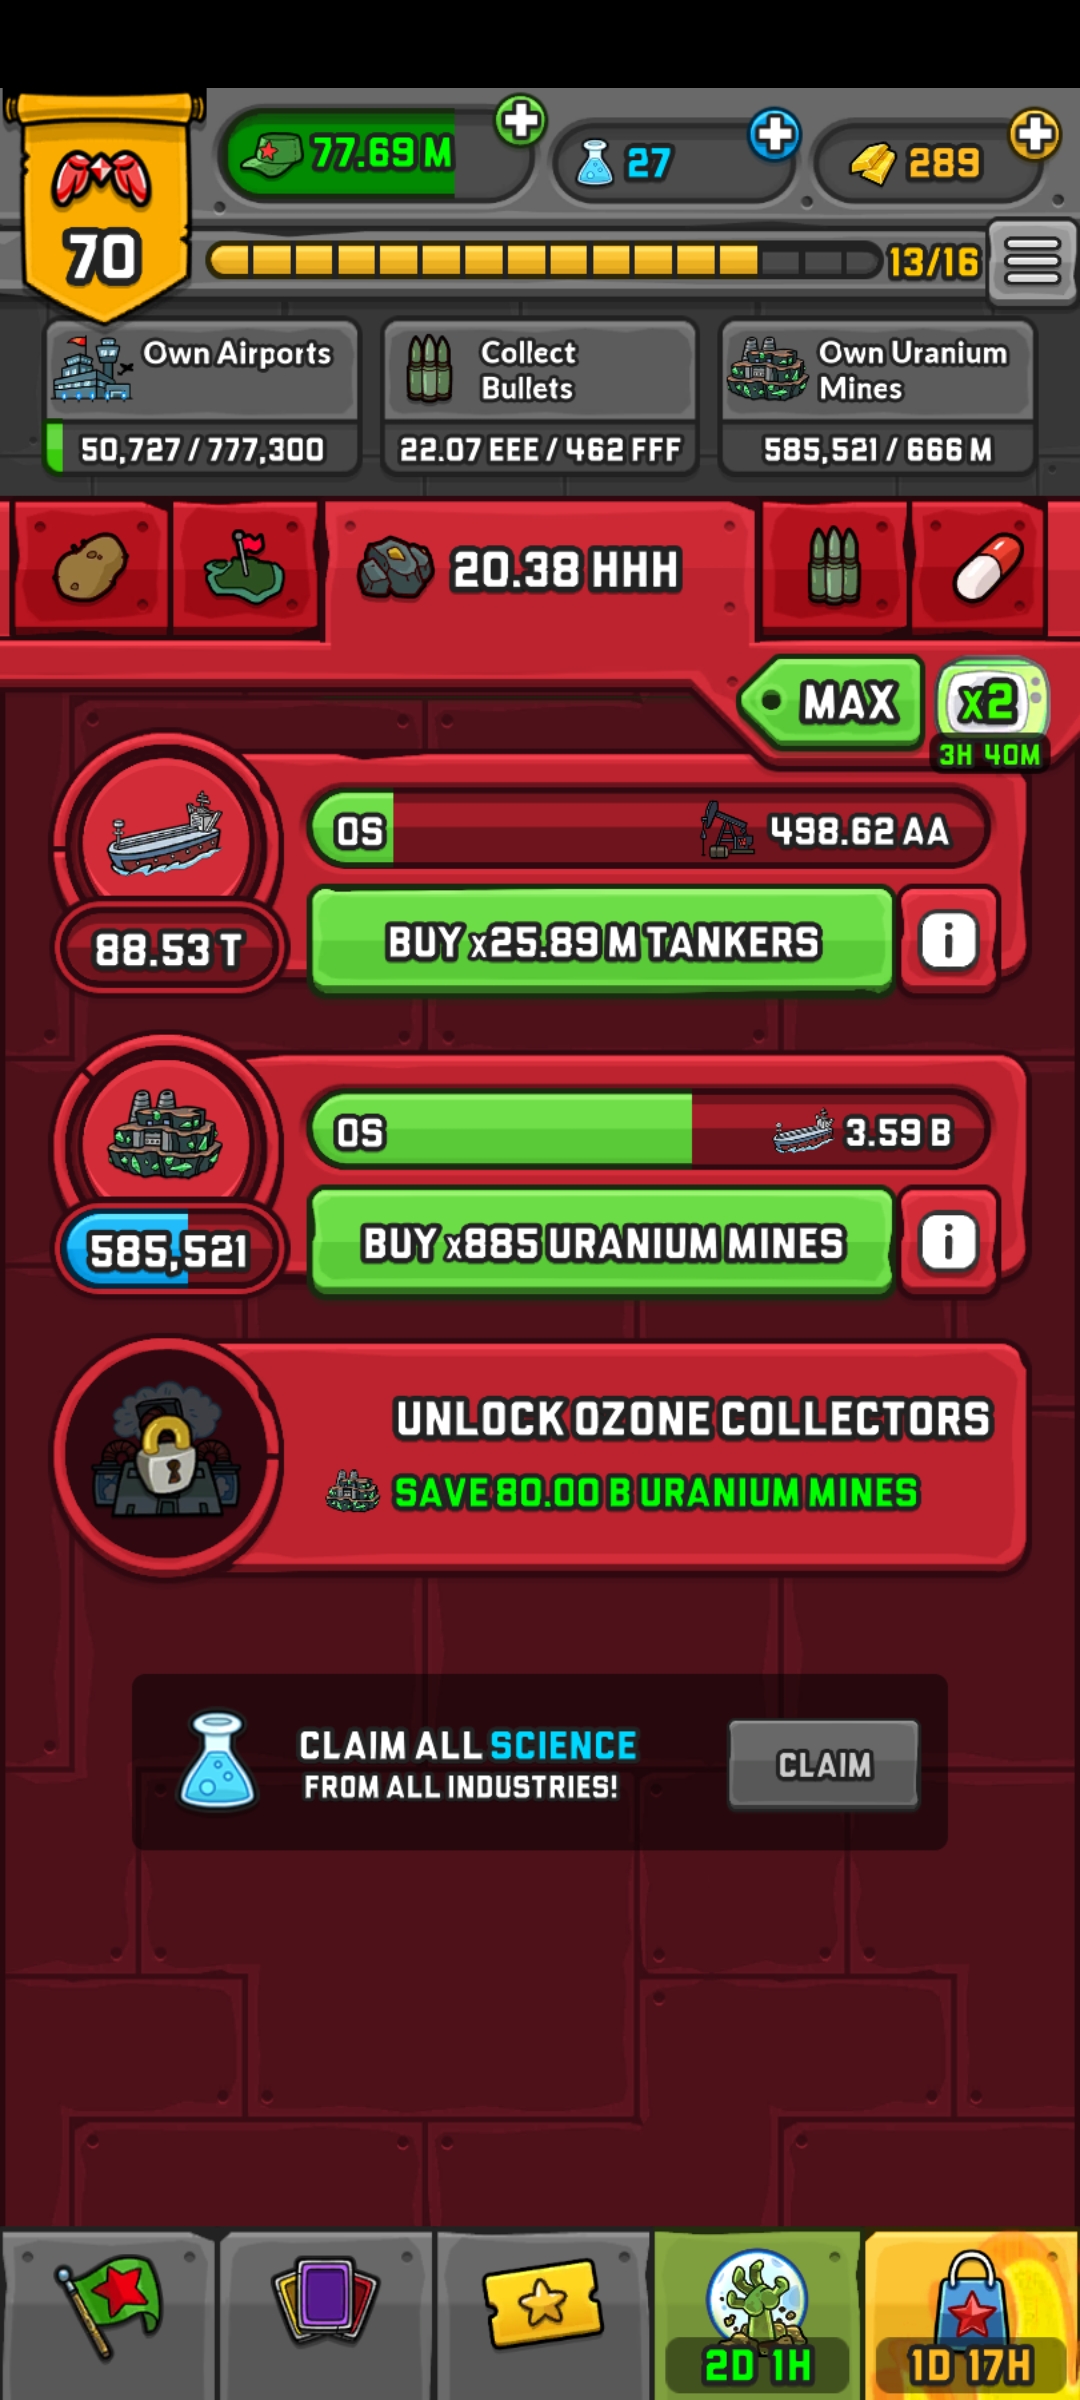 77.69 M
27
289
70
13/16
Own Airports
50,727 / 777,300
Collect
Bullets
22.07 EEE / 462 FFF
Own Uranium
Mines
585,521 / 666 M
20.38 HHH
MAX
x2
3H 40M
0S
498.62 AA
88.53 T
BUY x25.89 M TANKERS
i
0S
3.59 B
585,521
BUY x885 URANIUM MINES
i
UNLOCK OZONE COLLECTORS
SAVE 80.00 B URANIUM MINES
CLAIM ALL SCIENCE
FROM ALL INDUSTRIES!
CLAIM
2D 1H
1D 17H